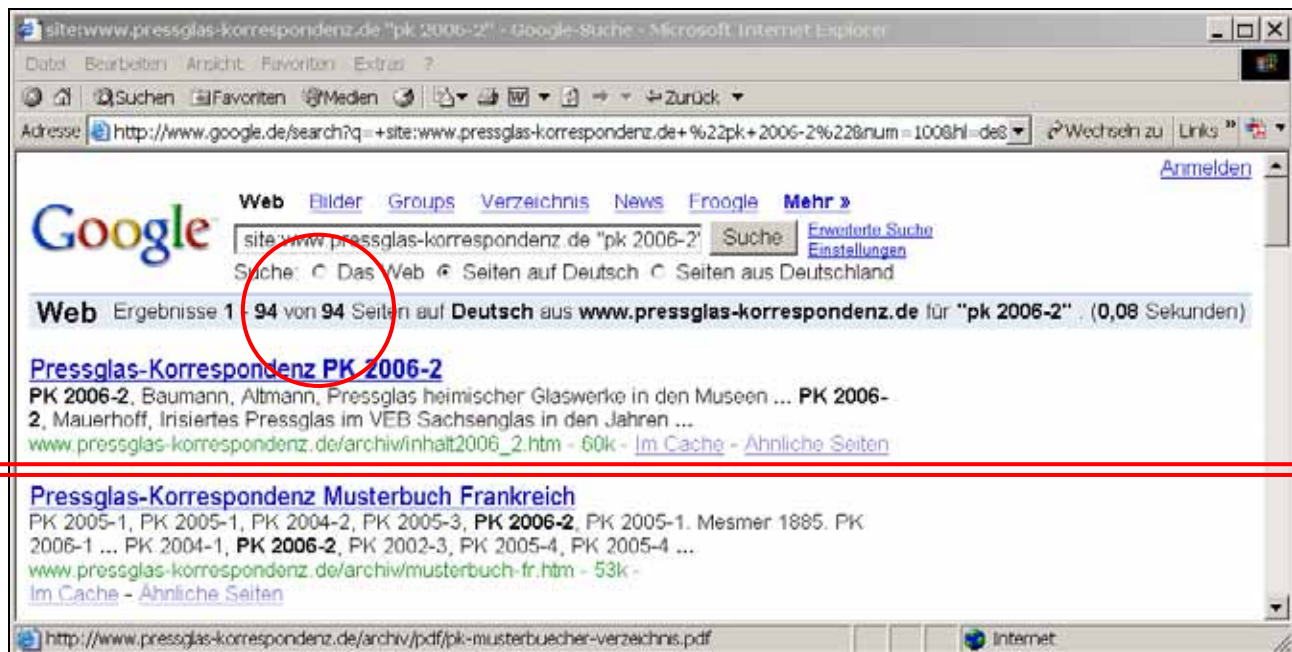 site:www.pressglas-korrespondenz.de "pk 2006-2" - Google-Suche - Microsoft Internet Explorer
Datei Bearbeiten Ansicht Favoriten Extras ?
Suchen Favoriten Medien Zurück
Adresse http://www.google.de/search?q=+site:www.pressglas-korrespondenz.de+%22pk+2006-2%22&num=100&hl=de& Wechseln zu Links »
Anmelden
Web Bilder Groups Verzeichnis News Froogle Mehr »
Google
site:www.pressglas-korrespondenz.de "pk 2006-2" Suche Erweiterte Suche
Einstellungen
Suche: Das Web Seiten auf Deutsch Seiten aus Deutschland
Web Ergebnisse 1 - 94 von 94 Seiten auf Deutsch aus www.pressglas-korrespondenz.de für "pk 2006-2" . (0,08 Sekunden)
Pressglas-Korrespondenz PK 2006-2
PK 2006-2, Baumann, Altmann, Pressglas heimischer Glaswerke in den Museen ... PK 2006-
2, Mauerhoff, Irisiertes Pressglas im VEB Sachsenglas in den Jahren ...
www.pressglas-korrespondenz.de/archiv/inhalt2006_2.htm - 60k - Im Cache - Ähnliche Seiten
Pressglas-Korrespondenz Musterbuch Frankreich
PK 2005-1, PK 2005-1, PK 2004-2, PK 2005-3, PK 2006-2, PK 2005-1. Mesmer 1885. PK
2006-1 ... PK 2004-1, PK 2006-2, PK 2002-3, PK 2005-4, PK 2005-4 ...
www.pressglas-korrespondenz.de/archiv/musterbuch-fr.htm - 53k -
Im Cache - Ähnliche Seiten
http://www.pressglas-korrespondenz.de/archiv/pdf/pk-musterbuecher-verzeichnis.pdf Internet